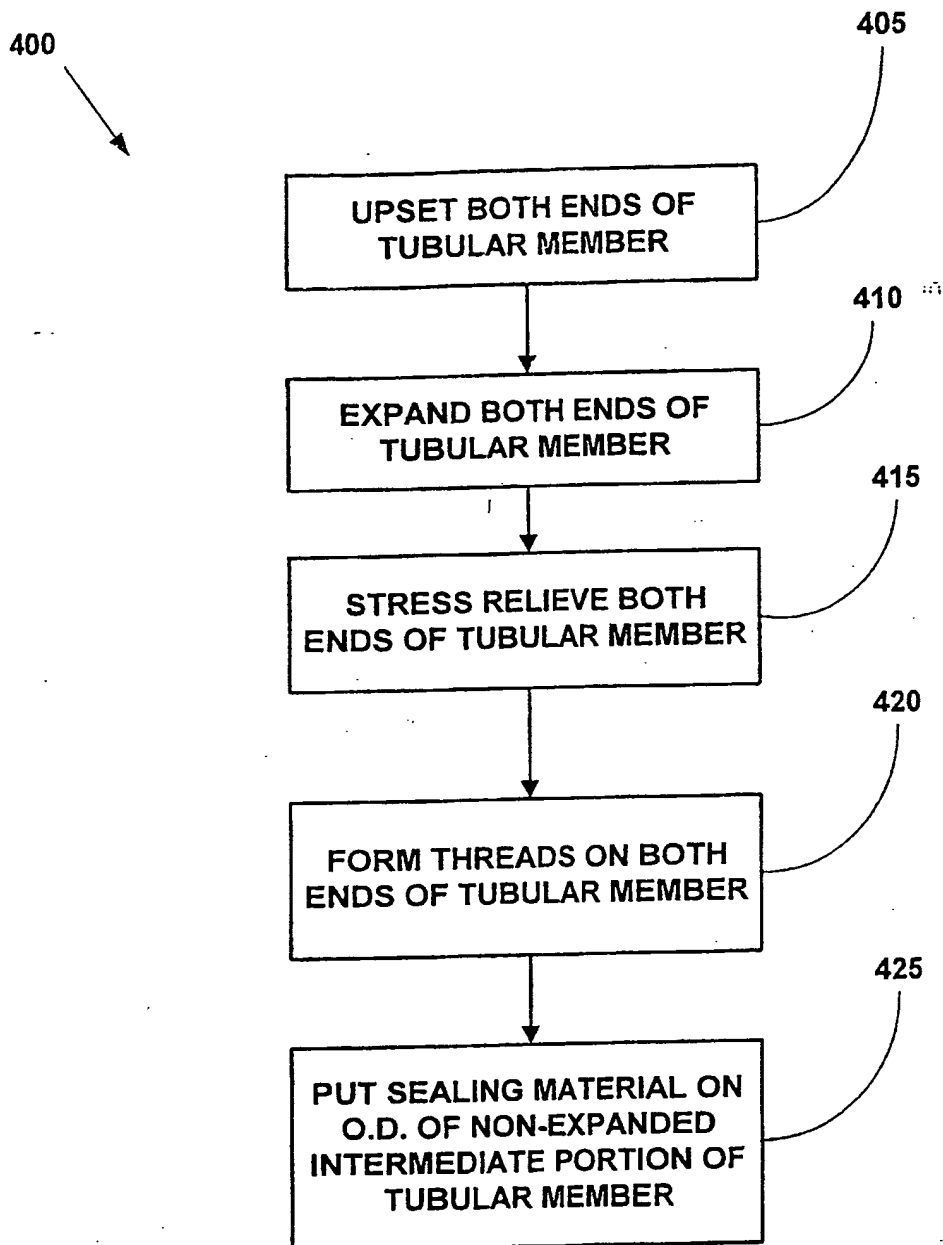 400
405
UPSET BOTH ENDS OF
TUBULAR MEMBER
410
EXPAND BOTH ENDS OF
TUBULAR MEMBER
415
STRESS RELIEVE BOTH
ENDS OF TUBULAR MEMBER
420
FORM THREADS ON BOTH
ENDS OF TUBULAR MEMBER
425
PUT SEALING MATERIAL ON
O.D. OF NON-EXPANDED
INTERMEDIATE PORTION OF
TUBULAR MEMBER